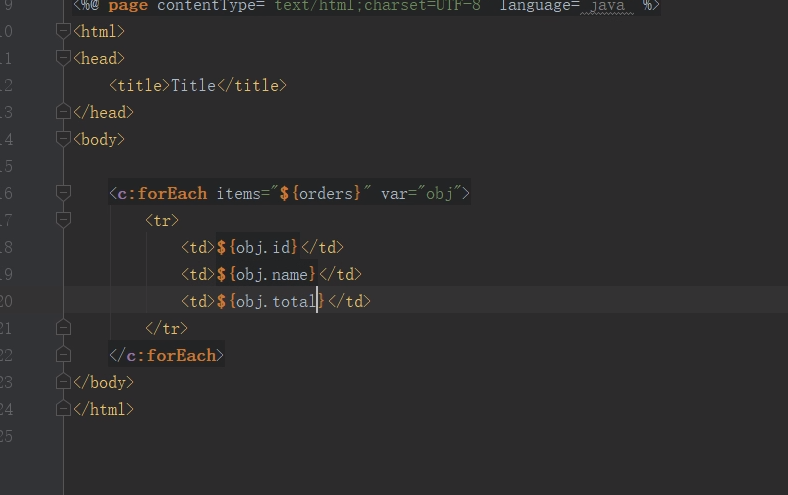 9 <%@ page contentType="text/html;charset=UTF-8" language="java" %>
10 <html>
11 <head>
12 <title>Title</title>
13 </head>
14 <body>
15
16 <c:forEach items="${orders}" var="obj">
17 <tr>
18 <td>${obj.id}</td>
19 <td>${obj.name}</td>
20 <td>${obj.total}</td>
21 </tr>
22 </c:forEach>
23 </body>
24 </html>
25